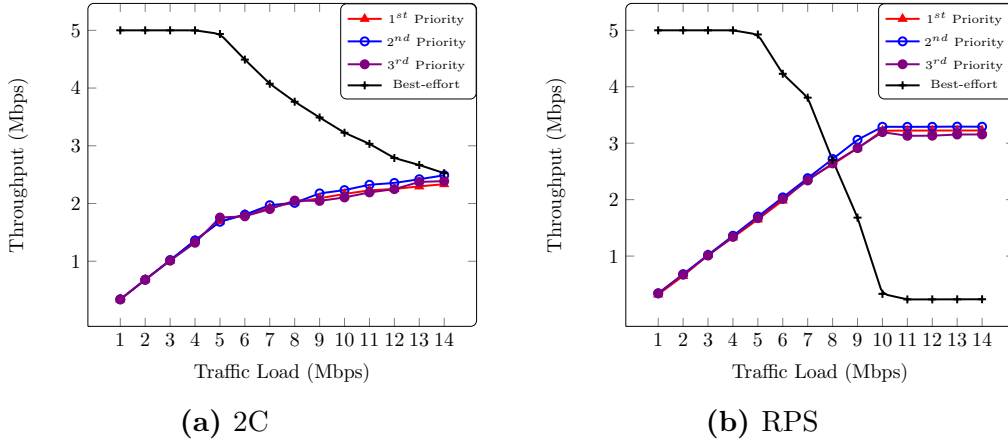 1st Priority
2nd Priority
3rd Priority
Best-effort
5
4
3
2
1
Throughput (Mbps)
1 2 3 4 5 6 7 8 9 10 11 12 13 14
Traffic Load (Mbps)
(a) 2C
1st Priority
2nd Priority
3rd Priority
Best-effort
5
4
3
2
1
Throughput (Mbps)
1 2 3 4 5 6 7 8 9 10 11 12 13 14
Traffic Load (Mbps)
(b) RPS